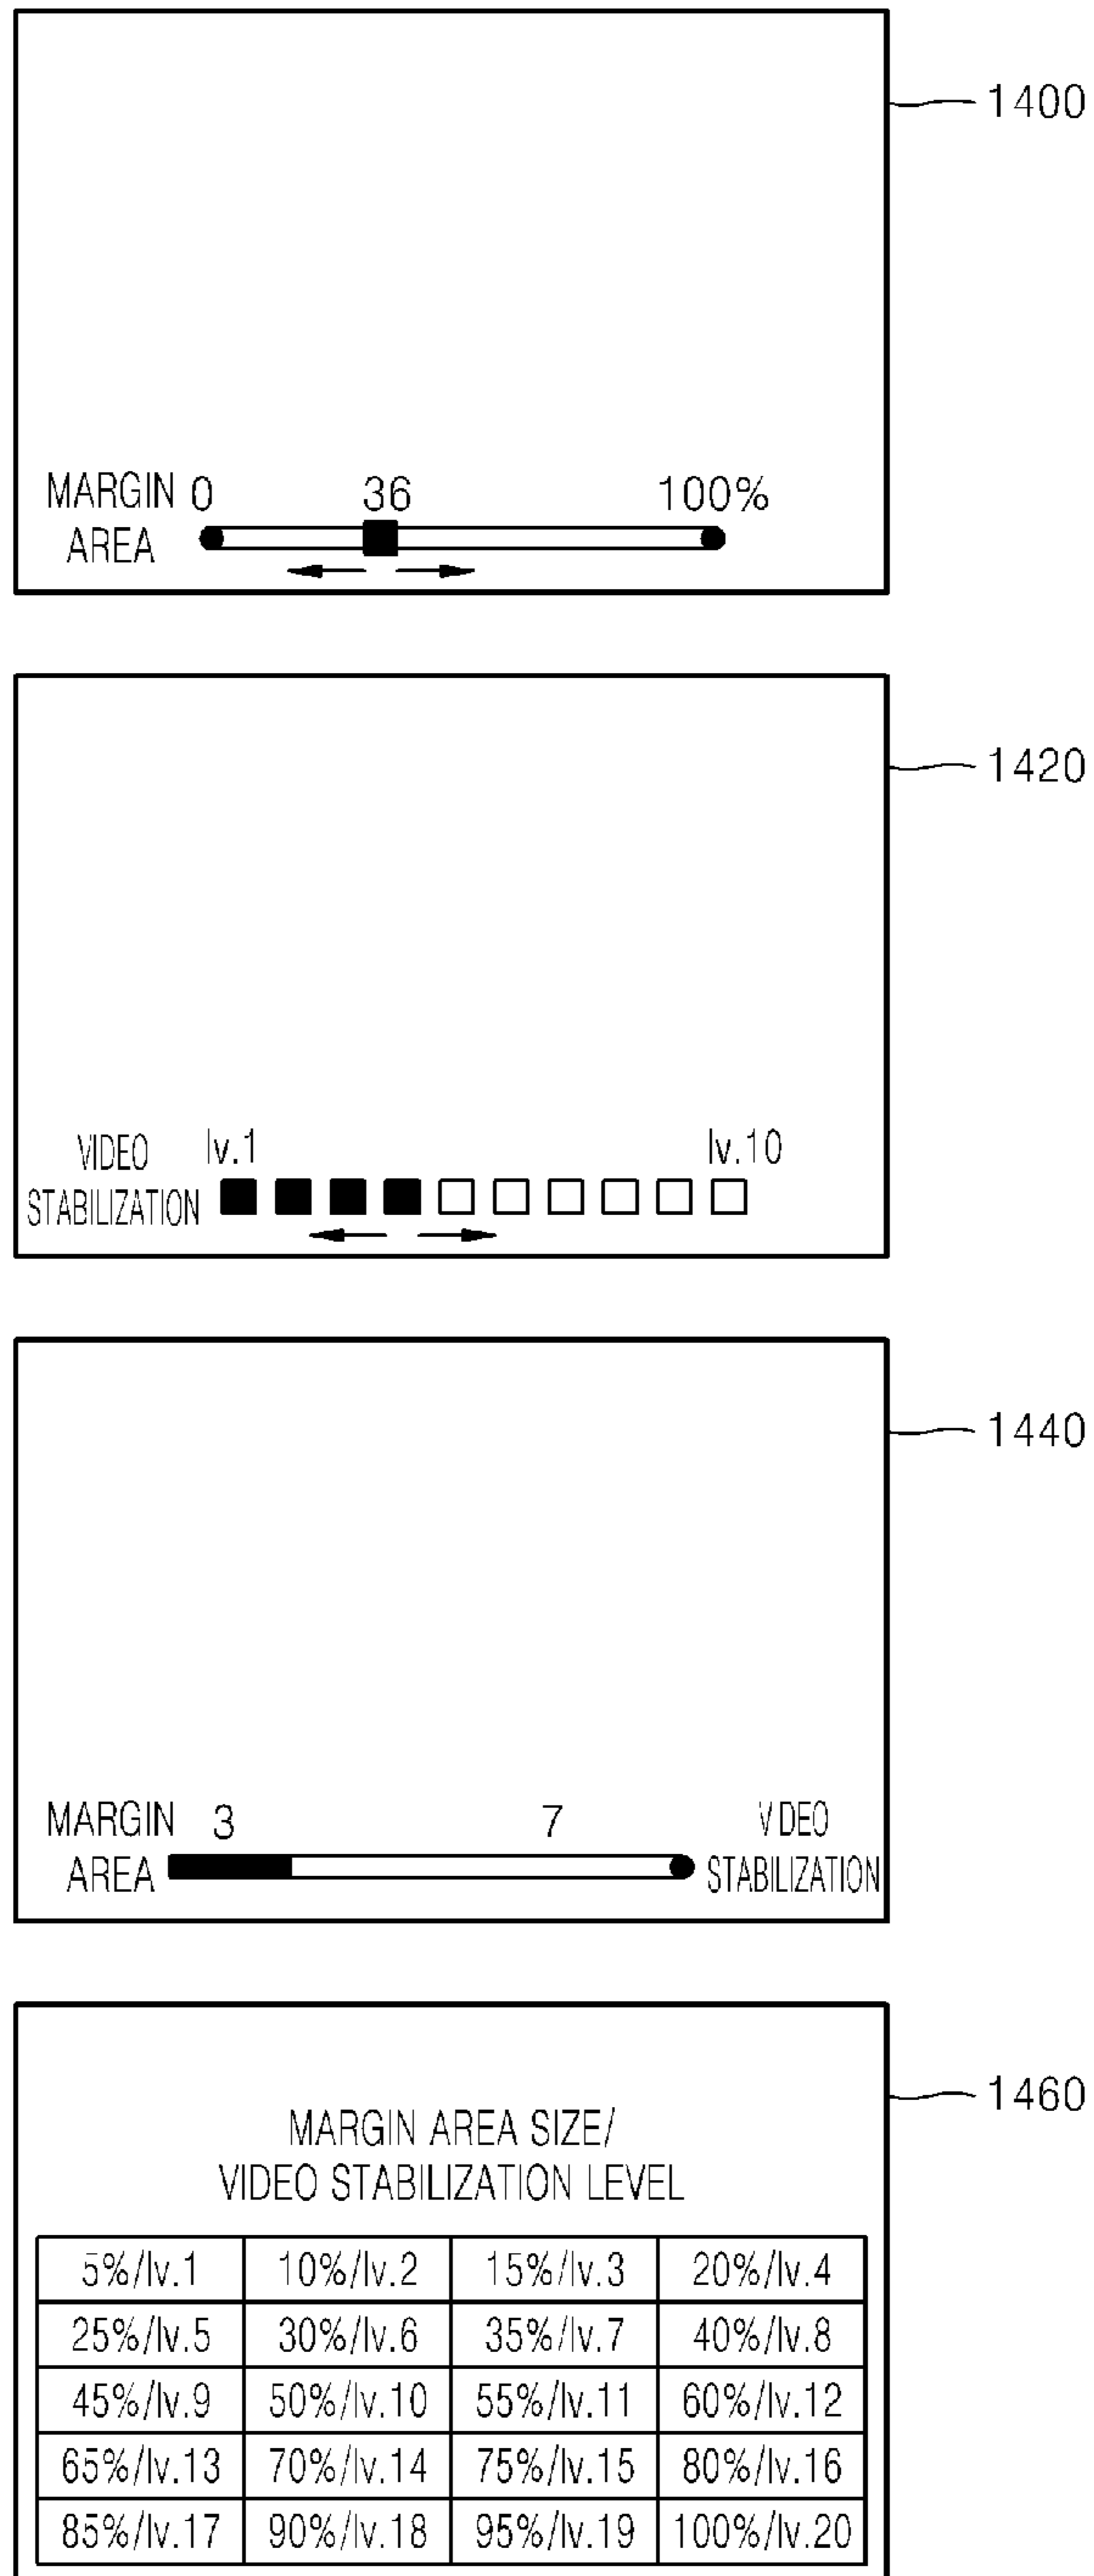 1400
MARGIN 0 36 100%
AREA
1420
VIDEO lv.1 lv.10
STABILIZATION
1440
MARGIN 3 7 VIDEO
AREA STABILIZATION
1460
MARGIN AREA SIZE/
VIDEO STABILIZATION LEVEL
5%/lv.1 10%/lv.2 15%/lv.3 20%/lv.4
25%/lv.5 30%/lv.6 35%/lv.7 40%/lv.8
45%/lv.9 50%/lv.10 55%/lv.11 60%/lv.12
65%/lv.13 70%/lv.14 75%/lv.15 80%/lv.16
85%/lv.17 90%/lv.18 95%/lv.19 100%/lv.20